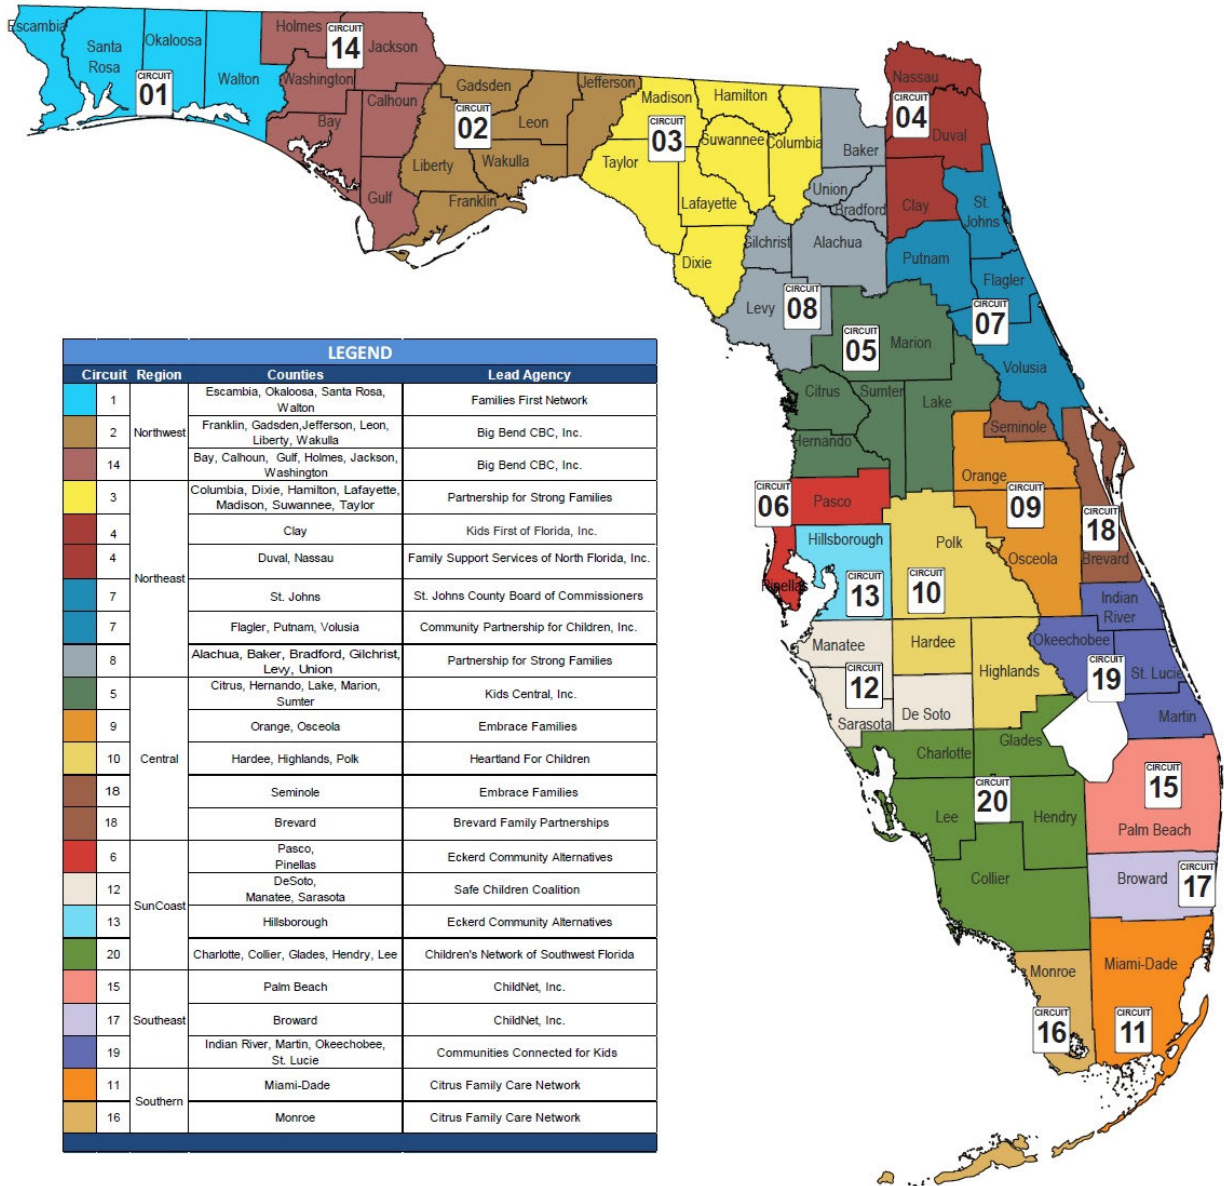 Escambia
Santa
Rosa
Okaloosa
Walton
CIRCUIT
01
Holmes
CIRCUIT
14
Jackson
Washington
Calhoun
Bay
Gulf
Gadsden
CIRCUIT
02
Jefferson
Leon
Liberty
Wakulla
Franklin
Madison
Hamilton
CIRCUIT
03
Suwannee
Columbia
Taylor
Lafayette
Dixie
Nassau
CIRCUIT
04
Duval
Baker
Union
Bradford
Clay
St.
Johns
Gilchrist
Alachua
Putnam
Flagler
Levy
CIRCUIT
08
CIRCUIT
07
CIRCUIT
05
Marion
Volusia
Citrus
Sumter
Lake
Hernando
Seminole
Orange
CIRCUIT
06
Pasco
CIRCUIT
09
CIRCUIT
18
Hillsborough
Polk
Osceola
Brevard
Pinellas
CIRCUIT
13
CIRCUIT
10
Indian
River
Manatee
Hardee
Okeechobee
Highlands
CIRCUIT
19
St. Lucie
CIRCUIT
12
Sarasota
De Soto
Martin
Charlotte
Glades
CIRCUIT
15
CIRCUIT
20
Lee
Hendry
Palm Beach
Collier
Broward
CIRCUIT
17
Monroe
Miami-Dade
CIRCUIT
16
CIRCUIT
11
LEGEND
Circuit Region Counties Lead Agency
1 Escambia, Okaloosa, Santa Rosa,
Walton Families First Network
Northwest
2 Franklin, Gadsden,Jefferson, Leon,
Liberty, Wakulla Big Bend CBC, Inc.
14 Bay, Calhoun, Gulf, Holmes, Jackson,
Washington Big Bend CBC, Inc.
Northeast
3 Columbia, Dixie, Hamilton, Lafayette,
Madison, Suwannee, Taylor Partnership for Strong Families
4 Clay Kids First of Florida, Inc.
4 Duval, Nassau Family Support Services of North Florida, Inc.
7 St. Johns St. Johns County Board of Commissioners
7 Flagler, Putnam, Volusia Community Partnership for Children, Inc.
8 Alachua, Baker, Bradford, Gilchrist,
Levy, Union Partnership for Strong Families
Central
5 Citrus, Hernando, Lake, Marion,
Sumter Kids Central, Inc.
9 Orange, Osceola Embrace Families
10 Hardee, Highlands, Polk Heartland For Children
18 Seminole Embrace Families
18 Brevard Brevard Family Partnerships
SunCoast
6 Pasco,
Pinellas Eckerd Community Alternatives
12 DeSoto,
Manatee, Sarasota Safe Children Coalition
13 Hillsborough Eckerd Community Alternatives
20 Charlotte, Collier, Glades, Hendry, Lee Children's Network of Southwest Florida
Southeast
15 Palm Beach ChildNet, Inc.
17 Broward ChildNet, Inc.
19 Indian River, Martin, Okeechobee,
St. Lucie Communities Connected for Kids
Southern
11 Miami-Dade Citrus Family Care Network
16 Monroe Citrus Family Care Network